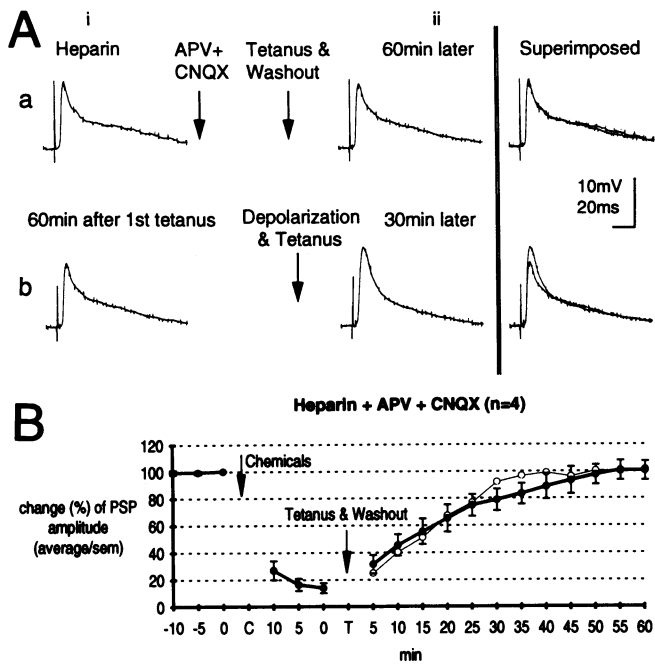 A
i
ii
Heparin
APV+
CNQX
Tetanus &
Washout
60min later
Superimposed
a
10mV
20ms
60min after 1st tetanus
Depolarization
& Tetanus
30min later
b
Heparin + APV + CNQX (n=4)
B
change (%) of PSP
amplitude
(average/sem)
120
100
80
60
40
20
0
Chemicals
Tetanus & Washout
-10 -5 0 C 10 5 0 T 5 10 15 20 25 30 35 40 45 50 55 60
min